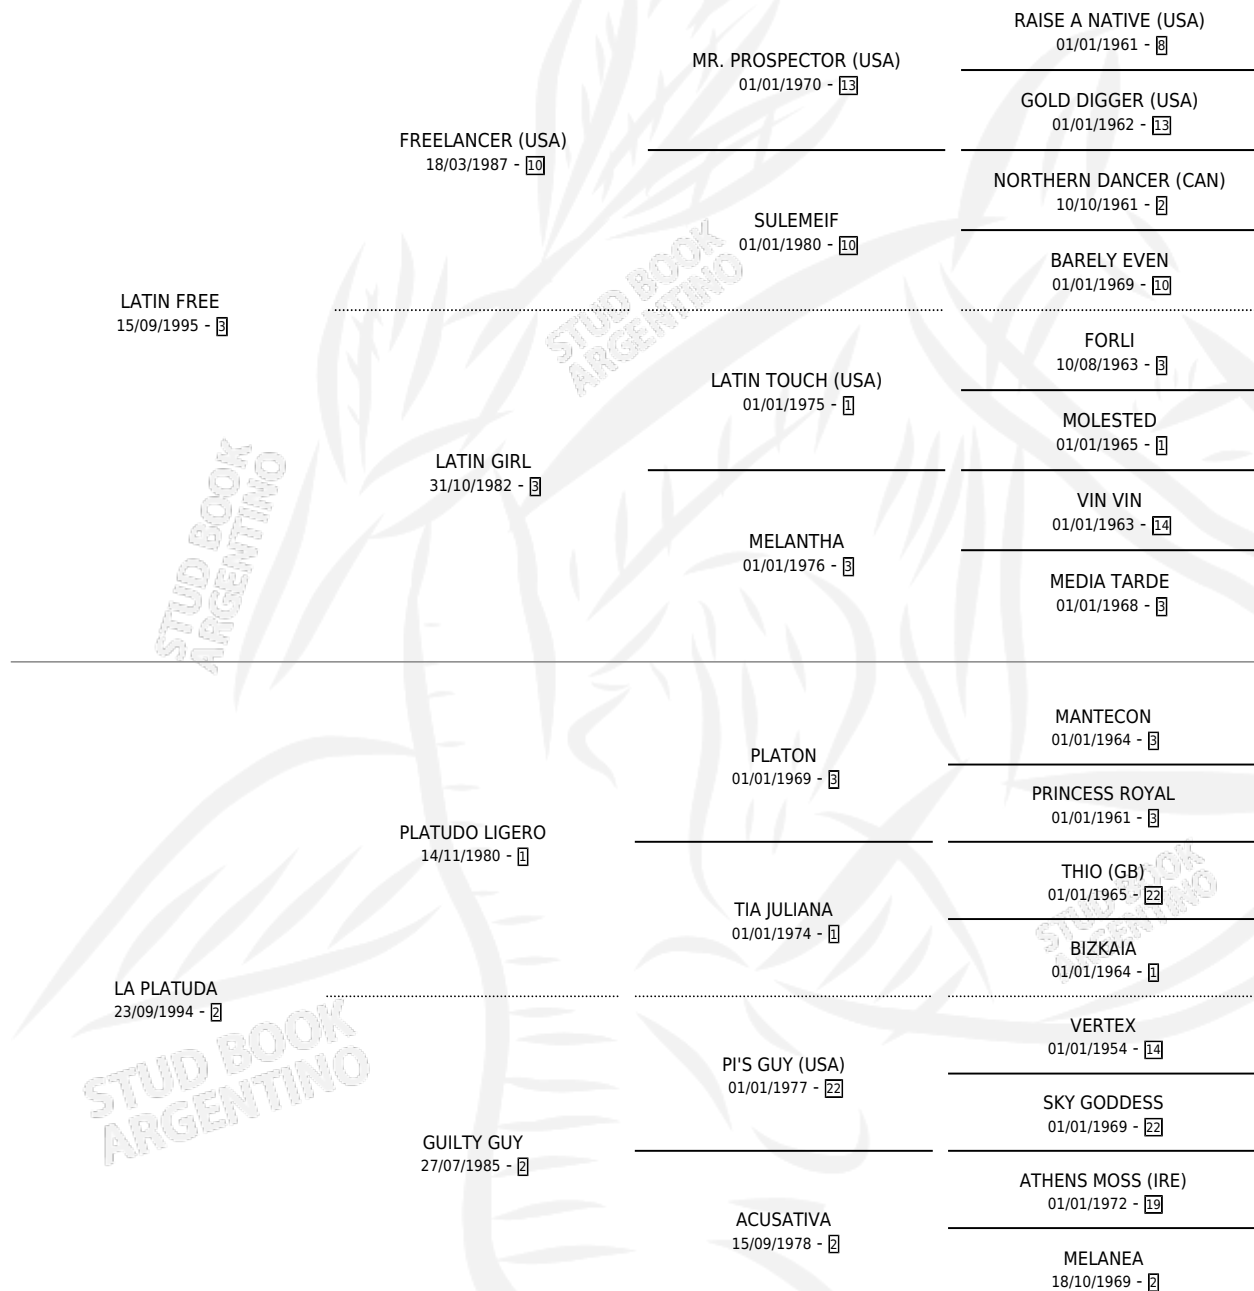 RAISE A NATIVE (USA)
01/01/1961 - 8
MR. PROSPECTOR (USA)
01/01/1970 - 13
GOLD DIGGER (USA)
01/01/1962 - 13
FREELANCER (USA)
18/03/1987 - 10
NORTHERN DANCER (CAN)
10/10/1961 - 2
SULEMEIF
01/01/1980 - 10
BARELY EVEN
01/01/1969 - 10
LATIN FREE
15/09/1995 - 3
FORLI
10/08/1963 - 3
LATIN TOUCH (USA)
01/01/1975 - 1
MOLESTED
01/01/1965 - 1
LATIN GIRL
31/10/1982 - 3
VIN VIN
01/01/1963 - 14
MELANTHA
01/01/1976 - 3
MEDIA TARDE
01/01/1968 - 3
MANTECON
01/01/1964 - 3
PLATON
01/01/1969 - 3
PRINCESS ROYAL
01/01/1961 - 3
PLATUDO LIGERO
14/11/1980 - 1
THIO (GB)
01/01/1965 - 22
TIA JULIANA
01/01/1974 - 1
BIZKAIA
01/01/1964 - 1
LA PLATUDA
23/09/1994 - 2
VERTEX
01/01/1954 - 14
PI'S GUY (USA)
01/01/1977 - 22
SKY GODDESS
01/01/1969 - 22
GUILTY GUY
27/07/1985 - 2
ATHENS MOSS (IRE)
01/01/1972 - 19
ACUSATIVA
15/09/1978 - 2
MELANEA
18/10/1969 - 2
STUD BOOK
ARGENTINO
STUD BOOK
ARGENTINO
STUD BOOK
ARGENTINO
STUD BOOK
ARGENTINO